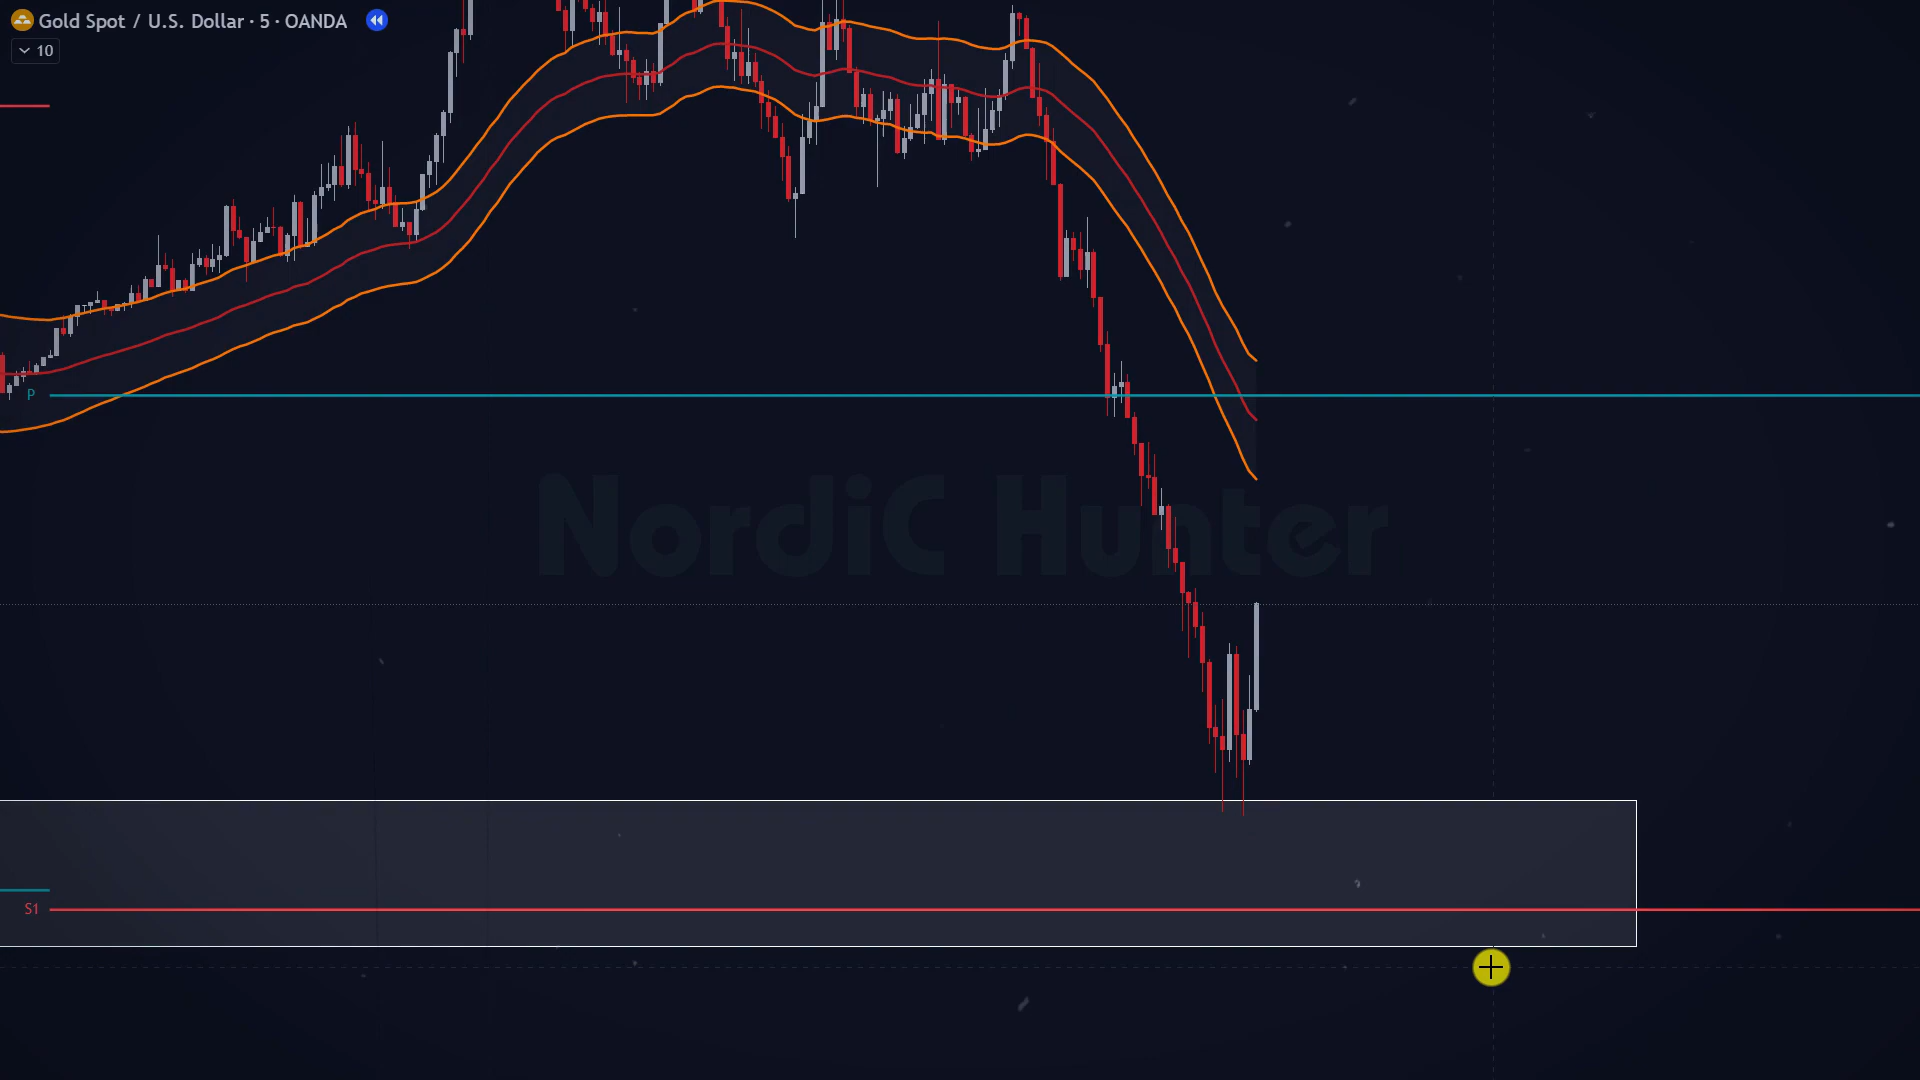 Gold Spot / U.S. Dollar · 5 · OANDA
10
P
NordiC Hunter
S1